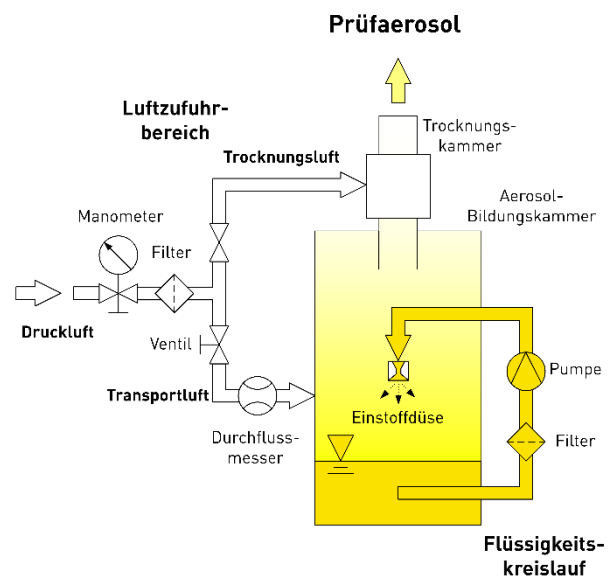 Prüfaerosol
Luftzufuhr-
bereich
Trocknungs-
kammer
Trocknungsluft
Aerosol-
Bildungskammer
Manometer
Filter
Druckluft
Ventil
Pumpe
Transportluft
Einstoffdüse
Durchfluss-
messer
Filter
Flüssigkeits-
kreislauf